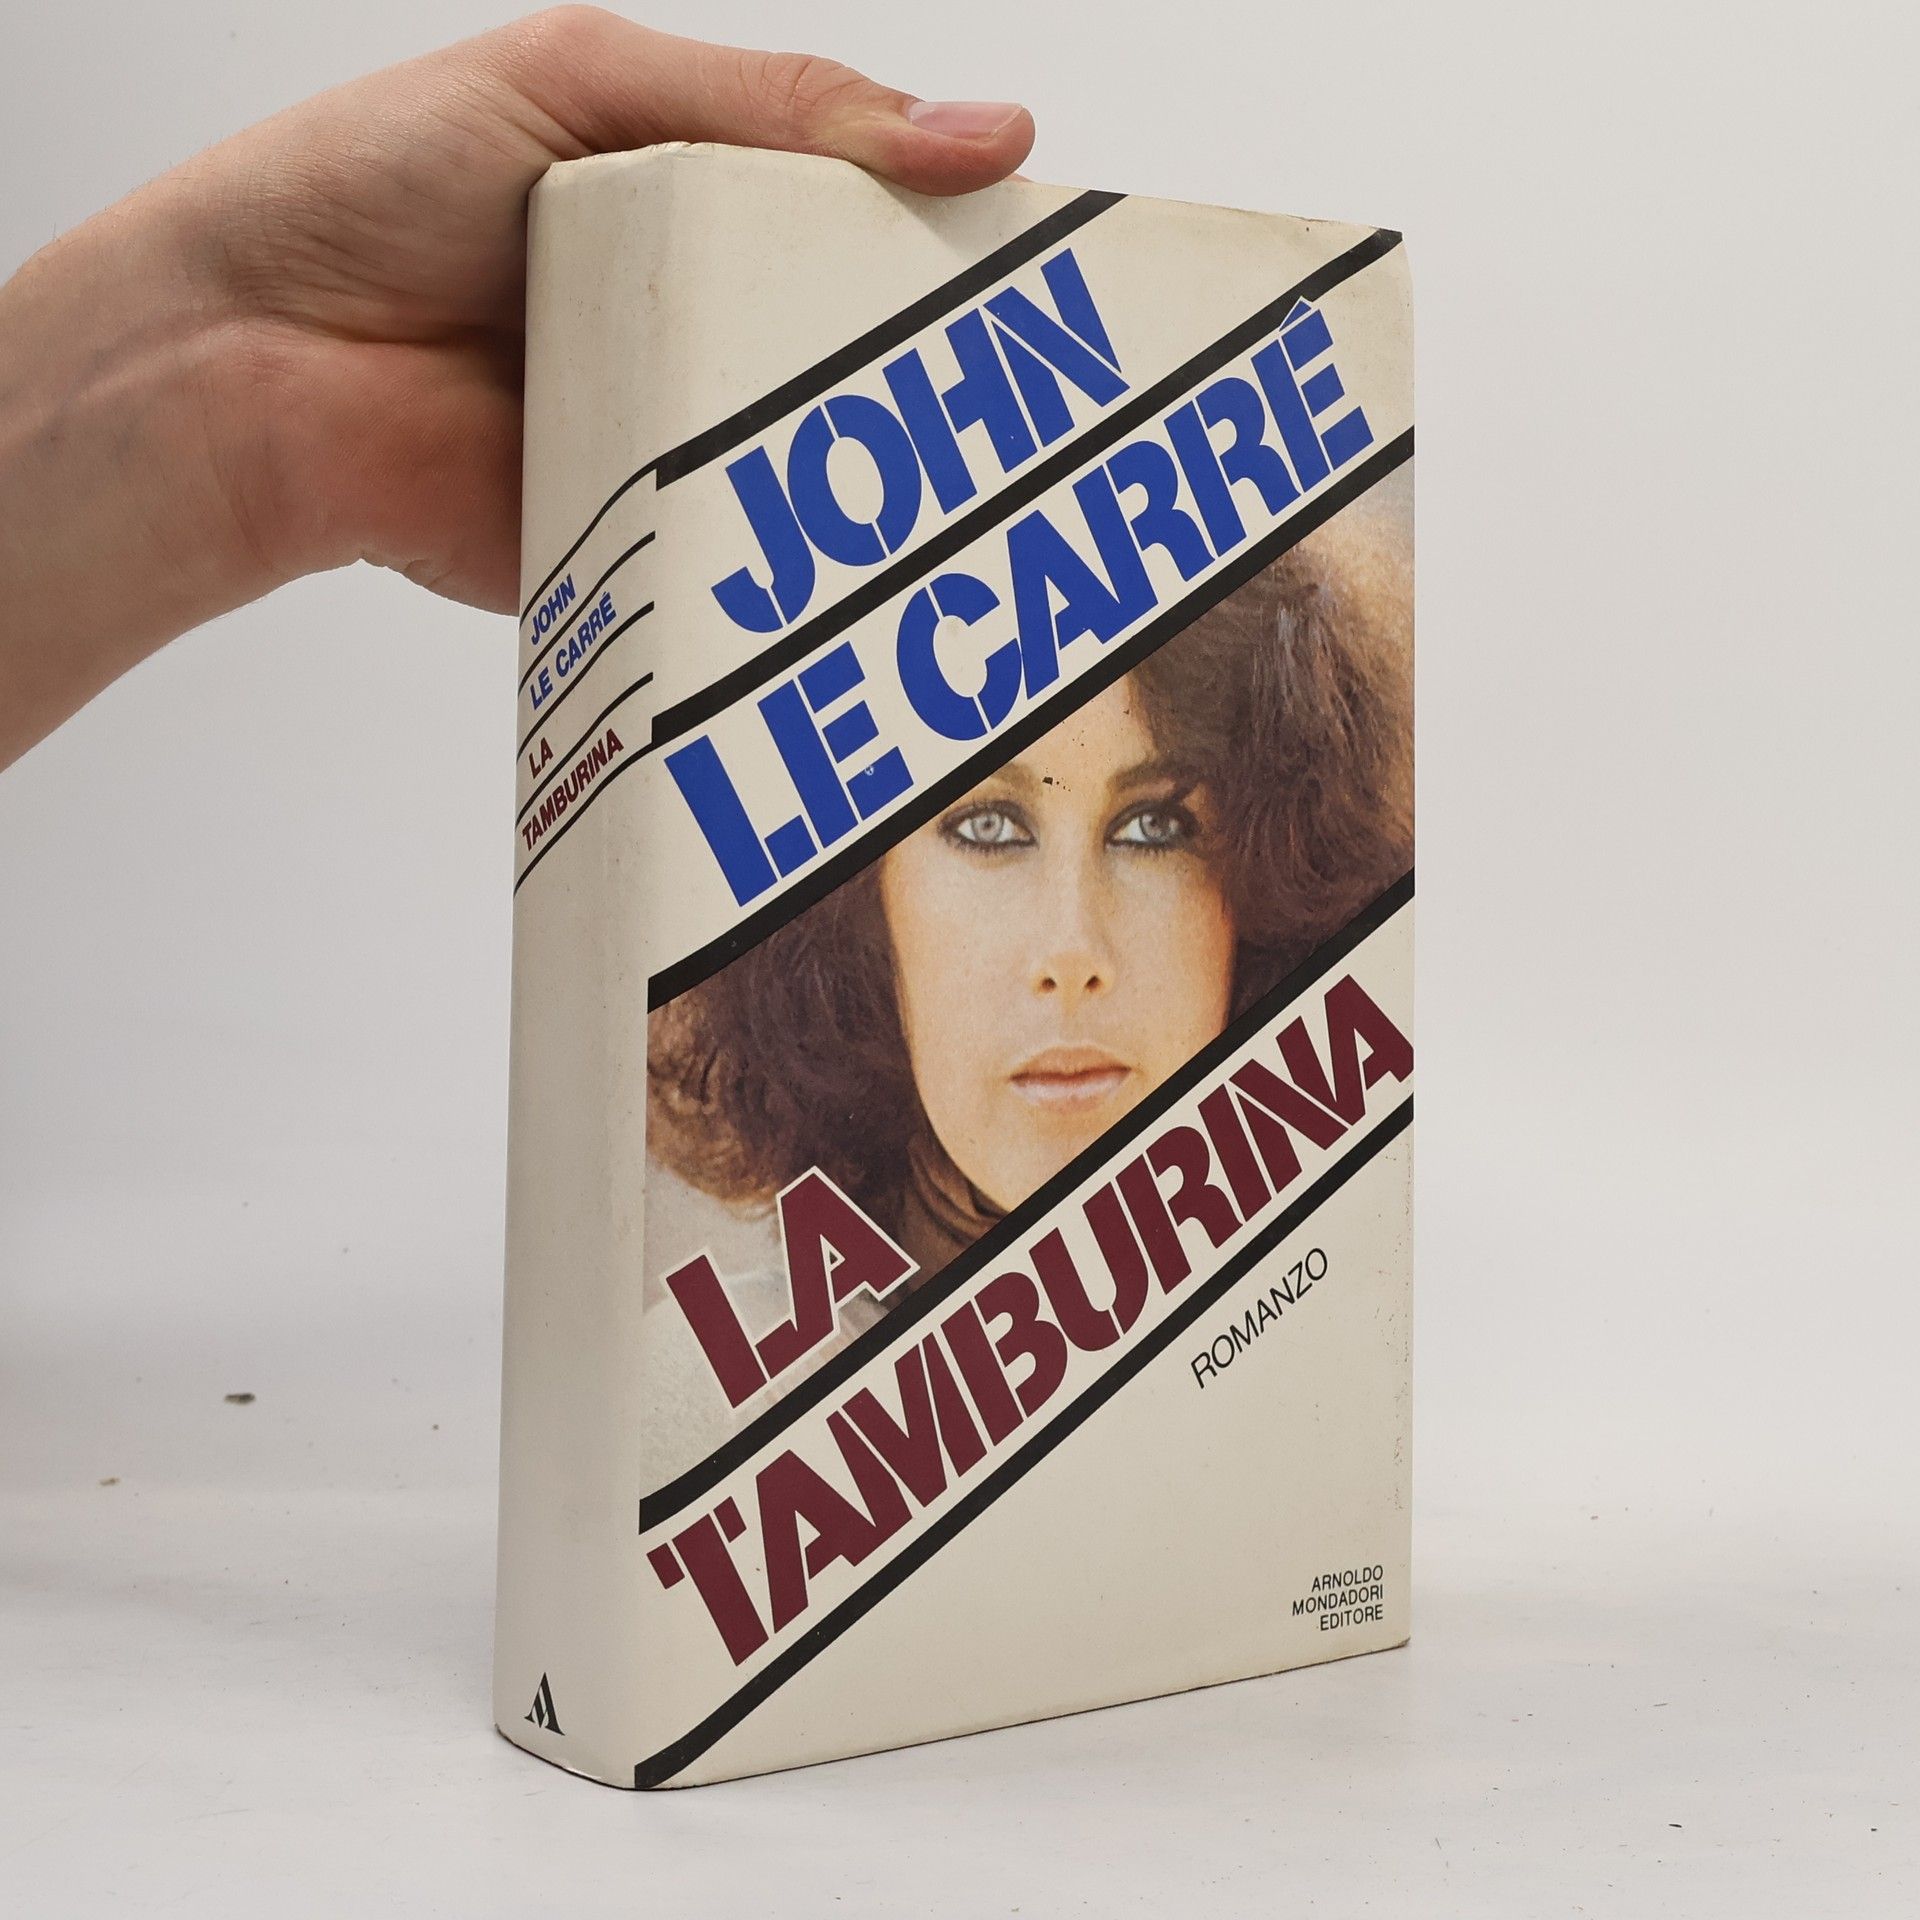 JOHN
LE CARRÉ
LA
TAMBURINA
JOHN
LE CARRÉ
LA
TAMBURINA
ROMANZO
ARNOLDO
MONDADORI
EDITORE